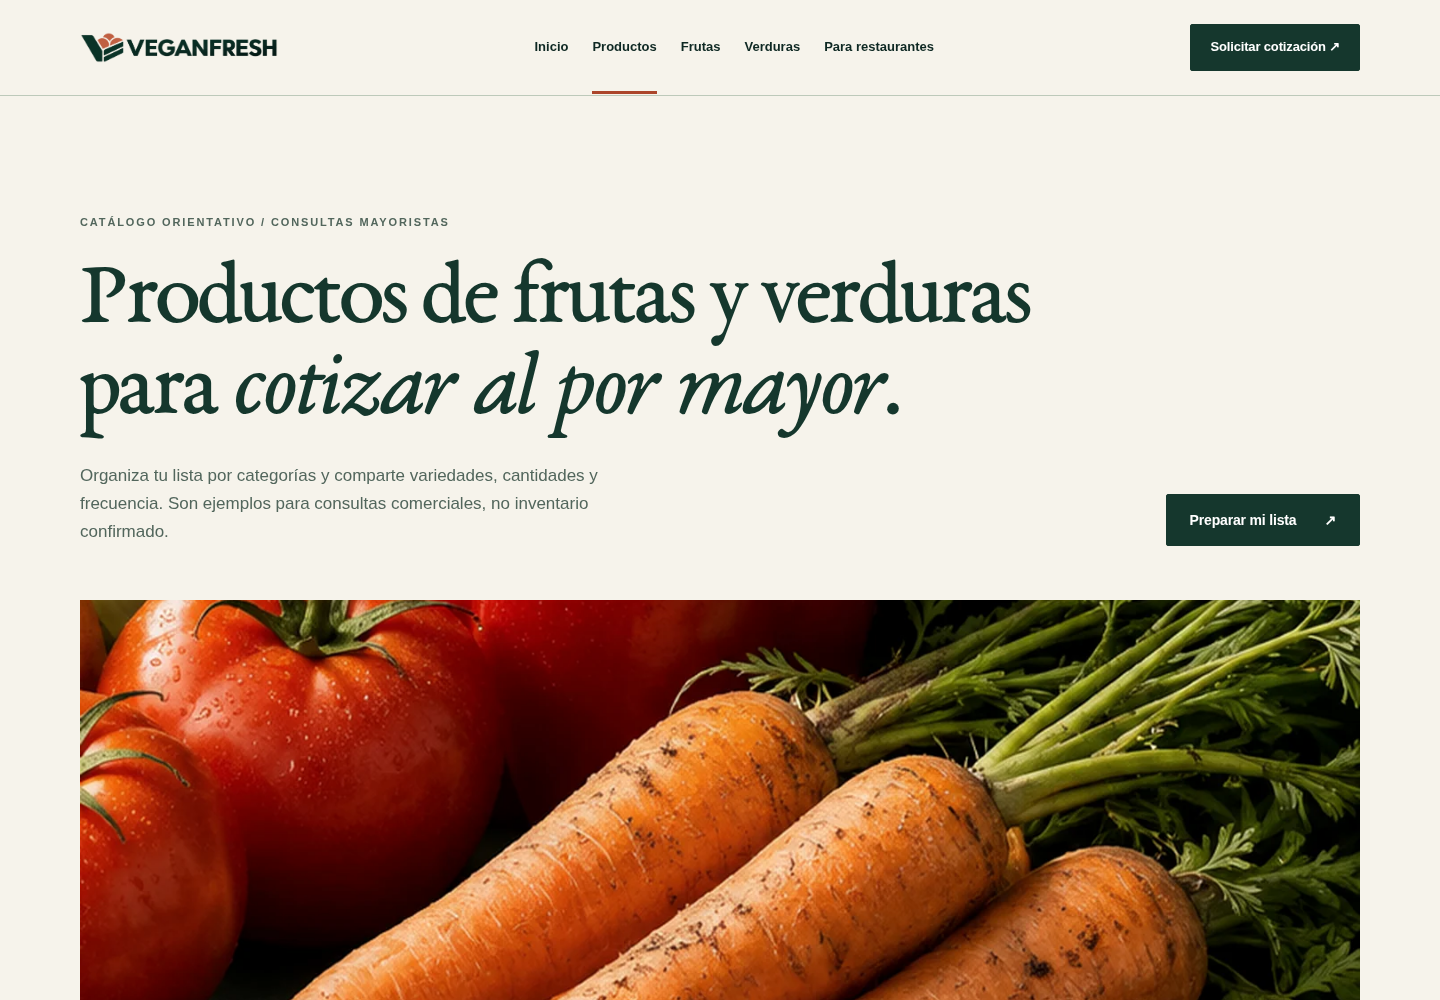 VEGANFRESH
Inicio
Productos
Frutas
Verduras
Para restaurantes
Solicitar cotización ↗
CATÁLOGO ORIENTATIVO / CONSULTAS MAYORISTAS
Productos de frutas y verduras
para cotizar al por mayor.
Organiza tu lista por categorías y comparte variedades, cantidades y
frecuencia. Son ejemplos para consultas comerciales, no inventario
confirmado.
Preparar mi lista ↗